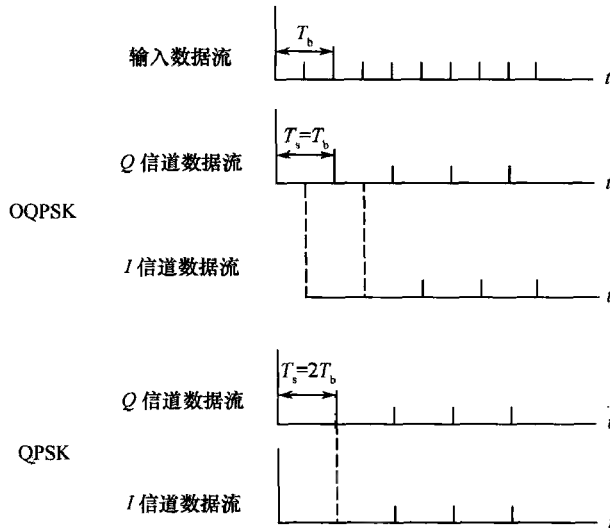 T_b
输入数据流
t
T_s=T_b
Q 信道数据流
t
OQPSK
I 信道数据流
t
T_s=2T_b
Q 信道数据流
t
QPSK
I 信道数据流